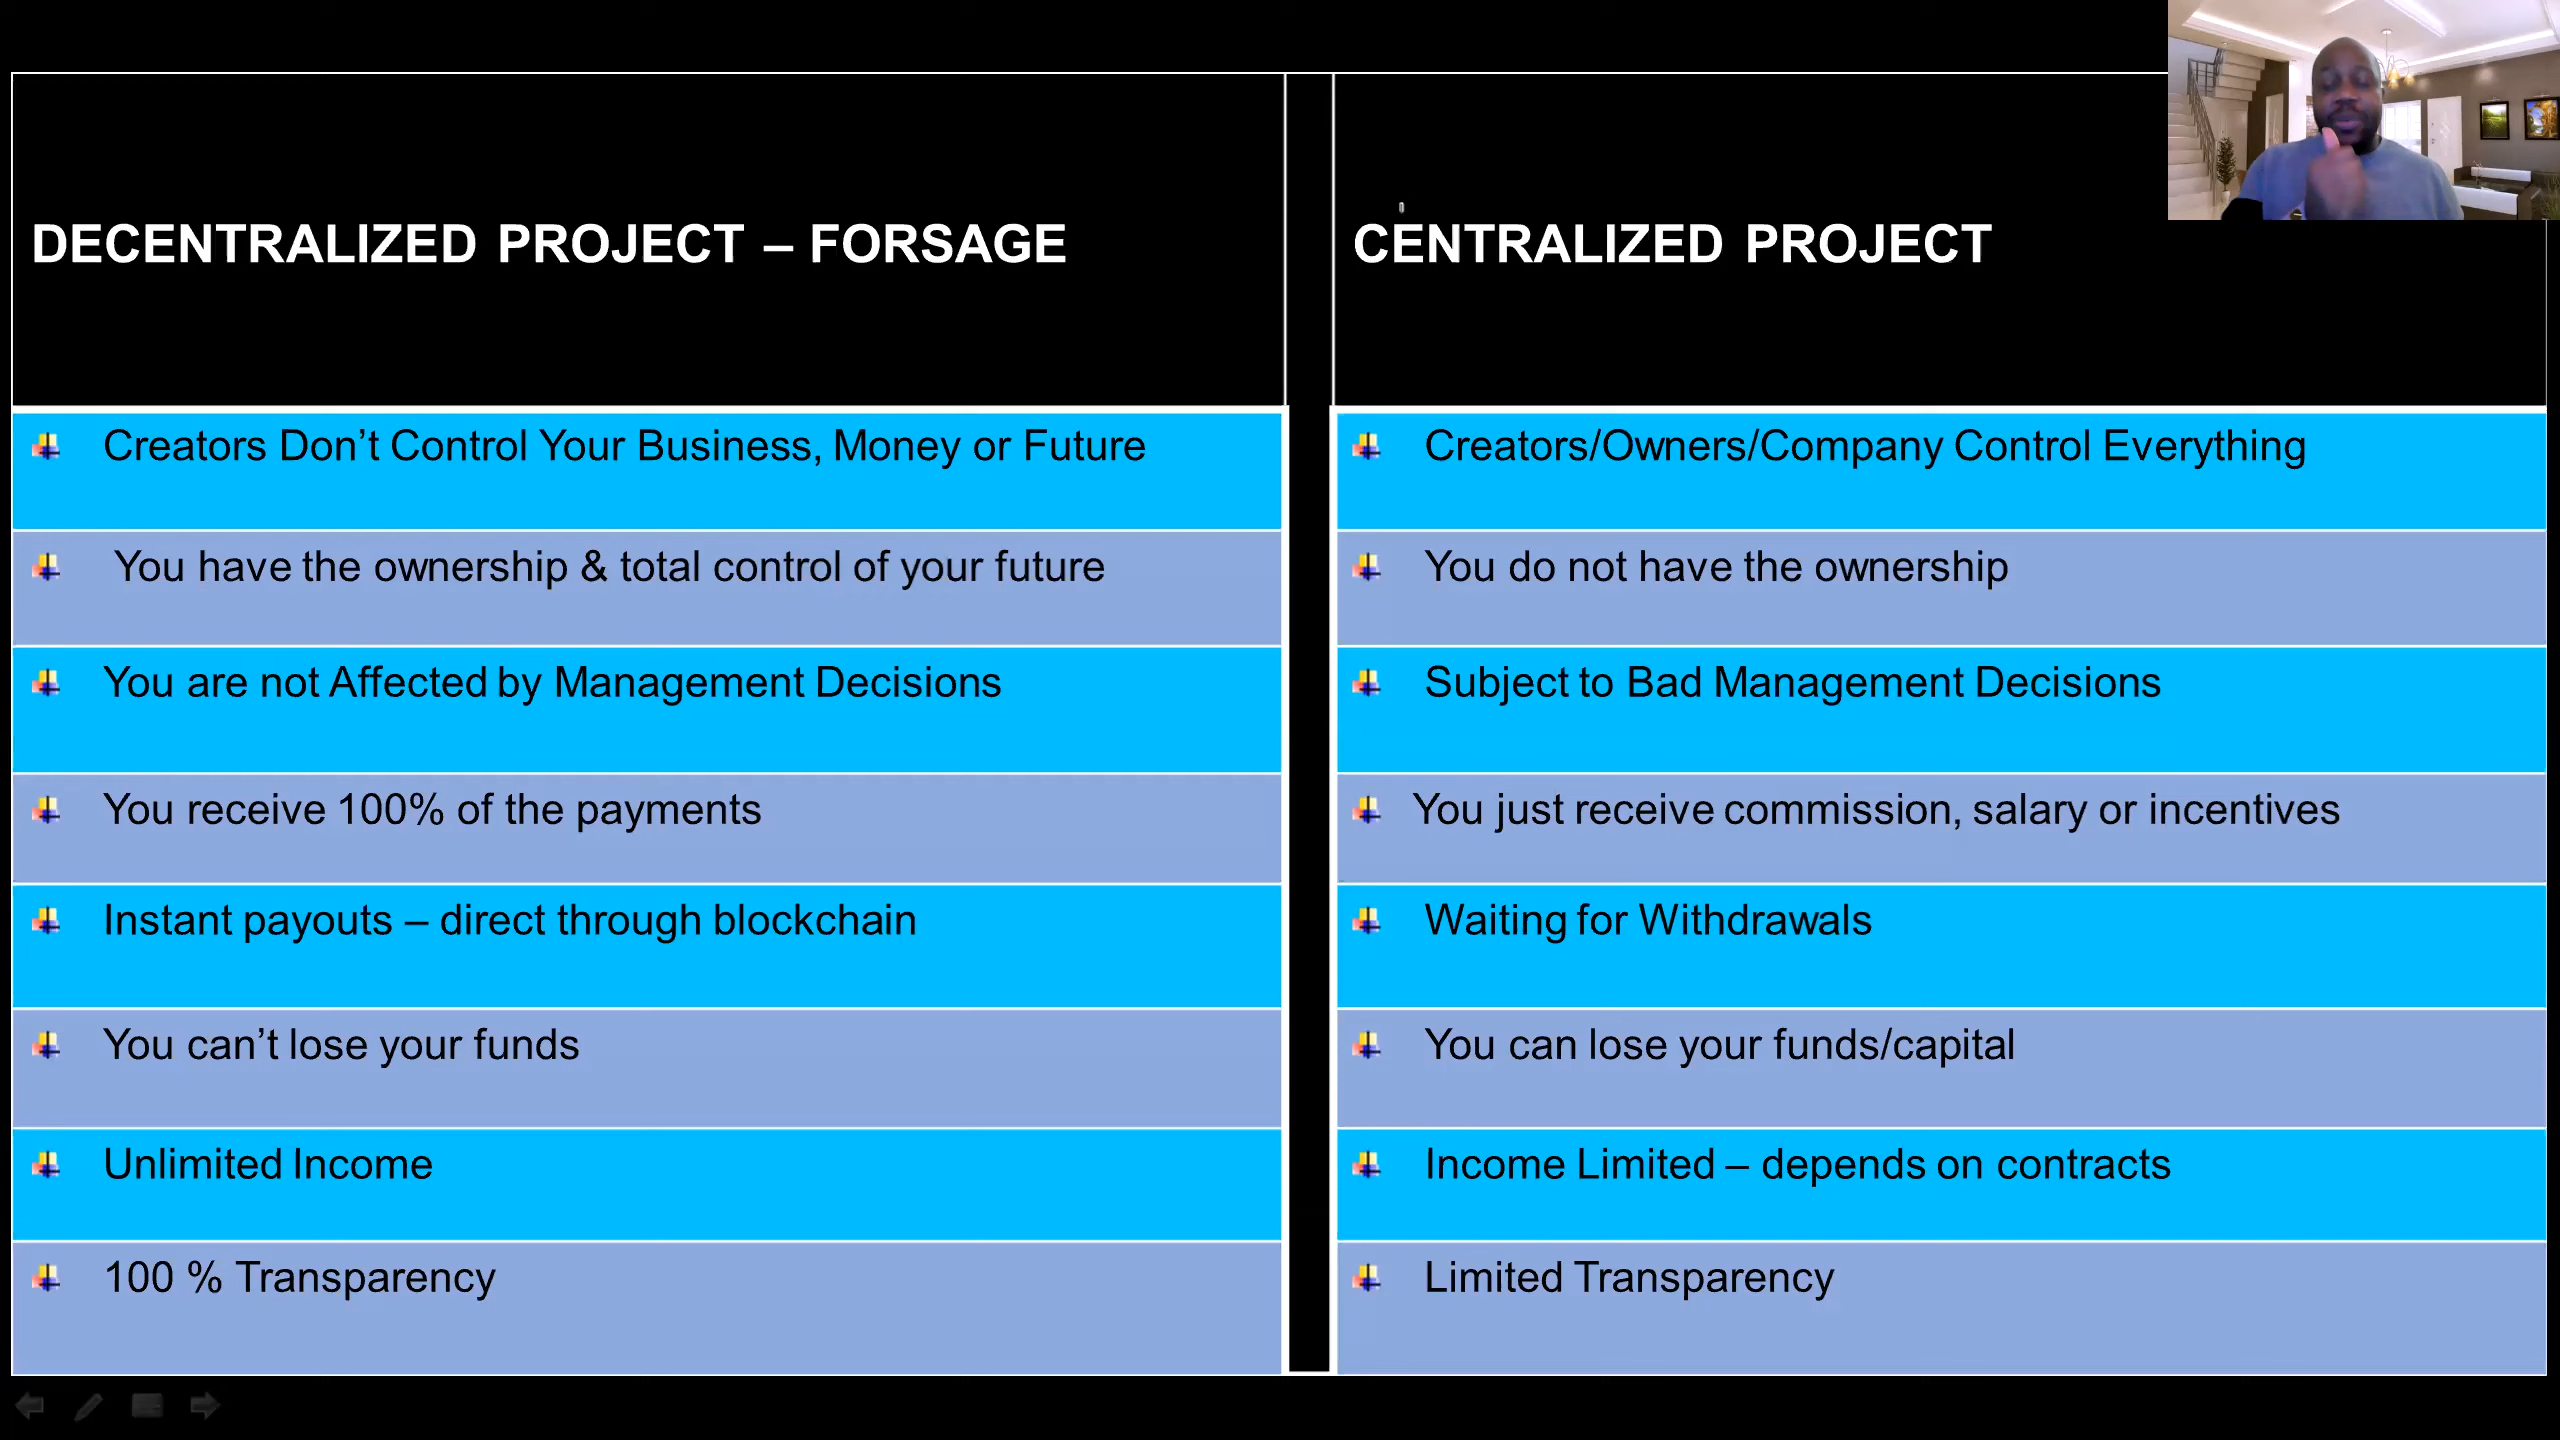 DECENTRALIZED PROJECT – FORSAGE
Creators Don’t Control Your Business, Money or Future
You have the ownership & total control of your future
You are not Affected by Management Decisions
You receive 100% of the payments
Instant payouts – direct through blockchain
You can’t lose your funds
Unlimited Income
100 % Transparency
CENTRALIZED PROJECT
Creators/Owners/Company Control Everything
You do not have the ownership
Subject to Bad Management Decisions
You just receive commission, salary or incentives
Waiting for Withdrawals
You can lose your funds/capital
Income Limited – depends on contracts
Limited Transparency